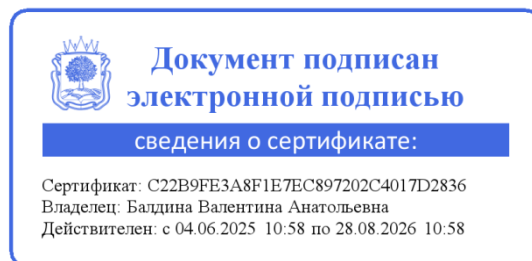 Документ подписан
электронной подписью
сведения о сертификате:
Сертификат: C22B9FE3A8F1E7EC897202C4017D2836
Владелец: Балдина Валентина Анатольевна
Действителен: с 04.06.2025 10:58 по 28.08.2026 10:58